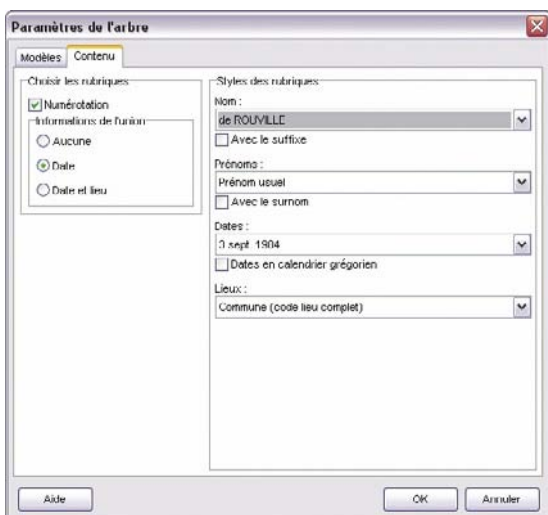 Paramètres de l'arbre
Modèles
Contenu
Choisir les rubriques
Numérotation
Informations de l'union
Aucune
Date
Date et lieu
Styles des rubriques
Nom :
de ROUVILLE
Avec le suffixe
Prénoms :
Prénom usuel
Avec le surnom
Dates :
3 sept. 1904
Dates en calendrier grégorien
Lieux :
Commune (code lieu complet)
Aide
OK
Annuler